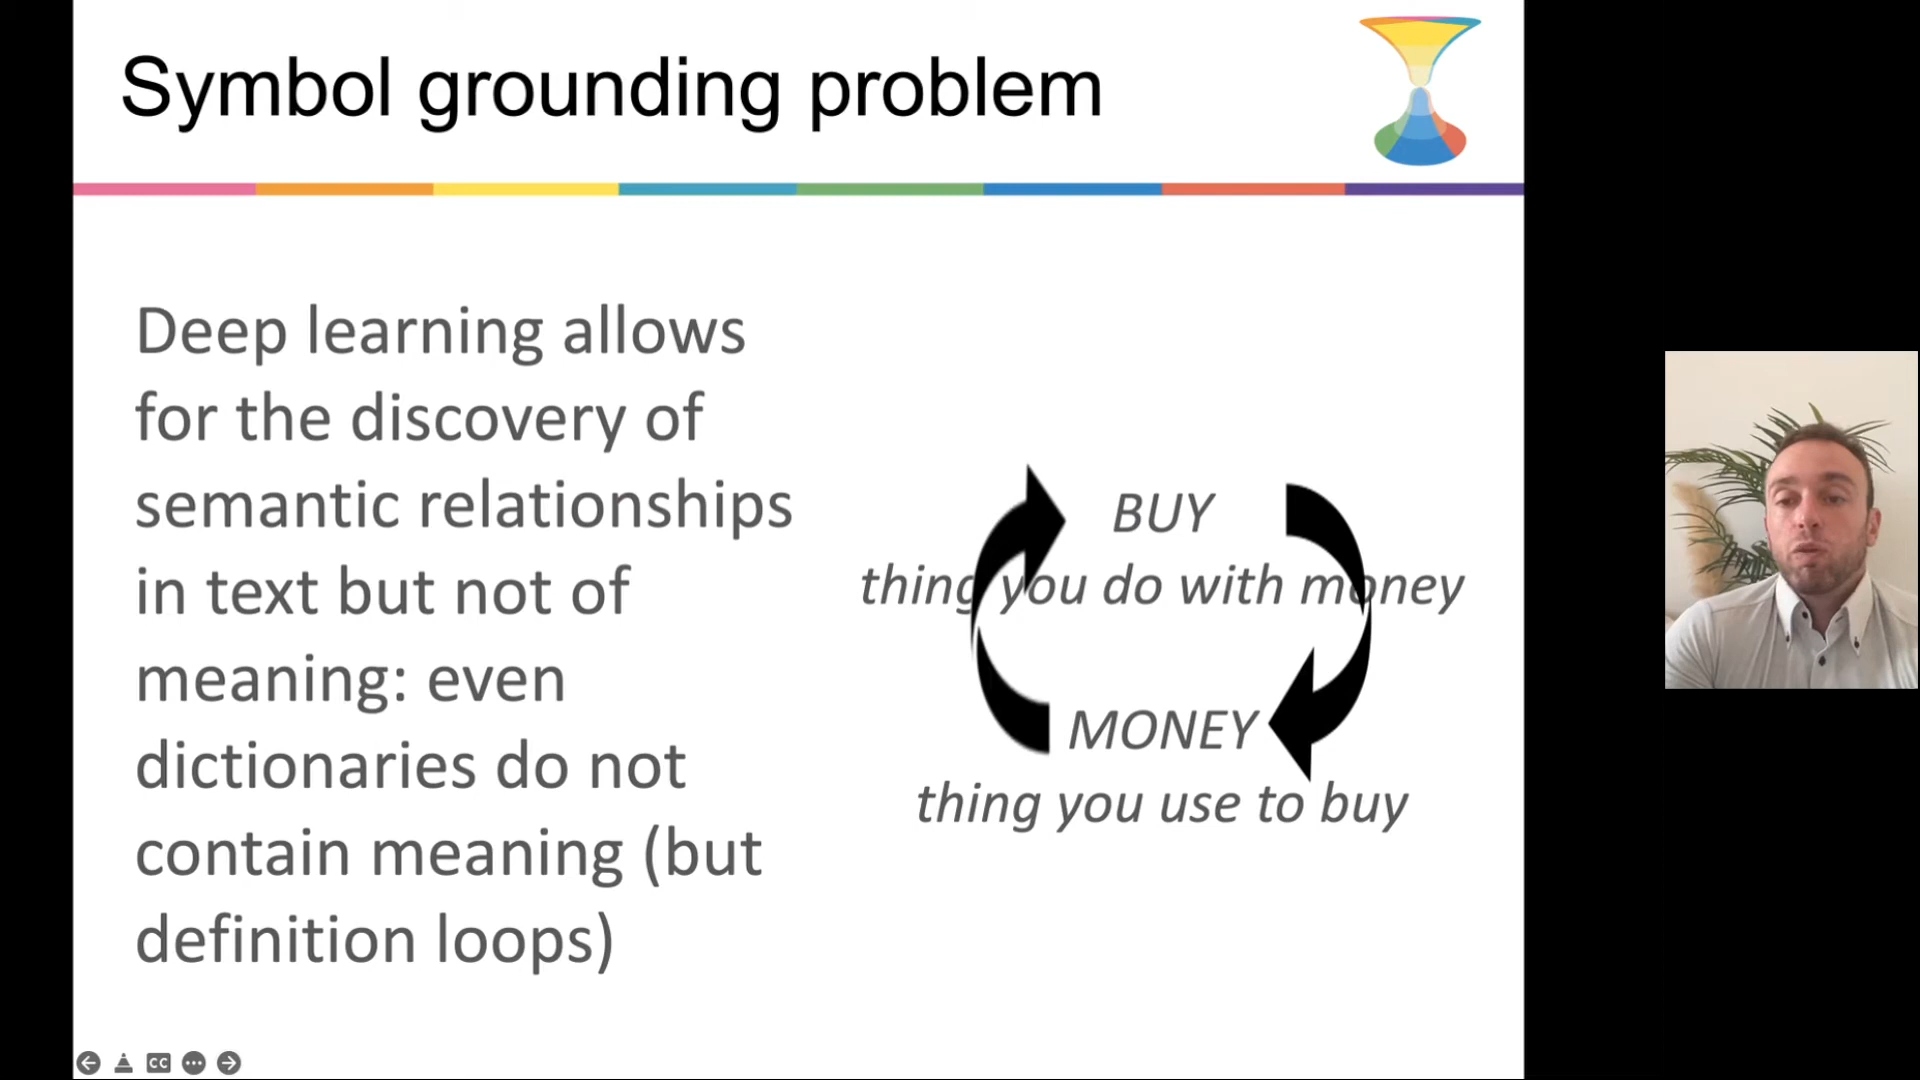 Symbol grounding problem
Deep learning allows
for the discovery of
semantic relationships
in text but not of
meaning: even
dictionaries do not
contain meaning (but
definition loops)
BUY
thing you do with money
MONEY
thing you use to buy
CC